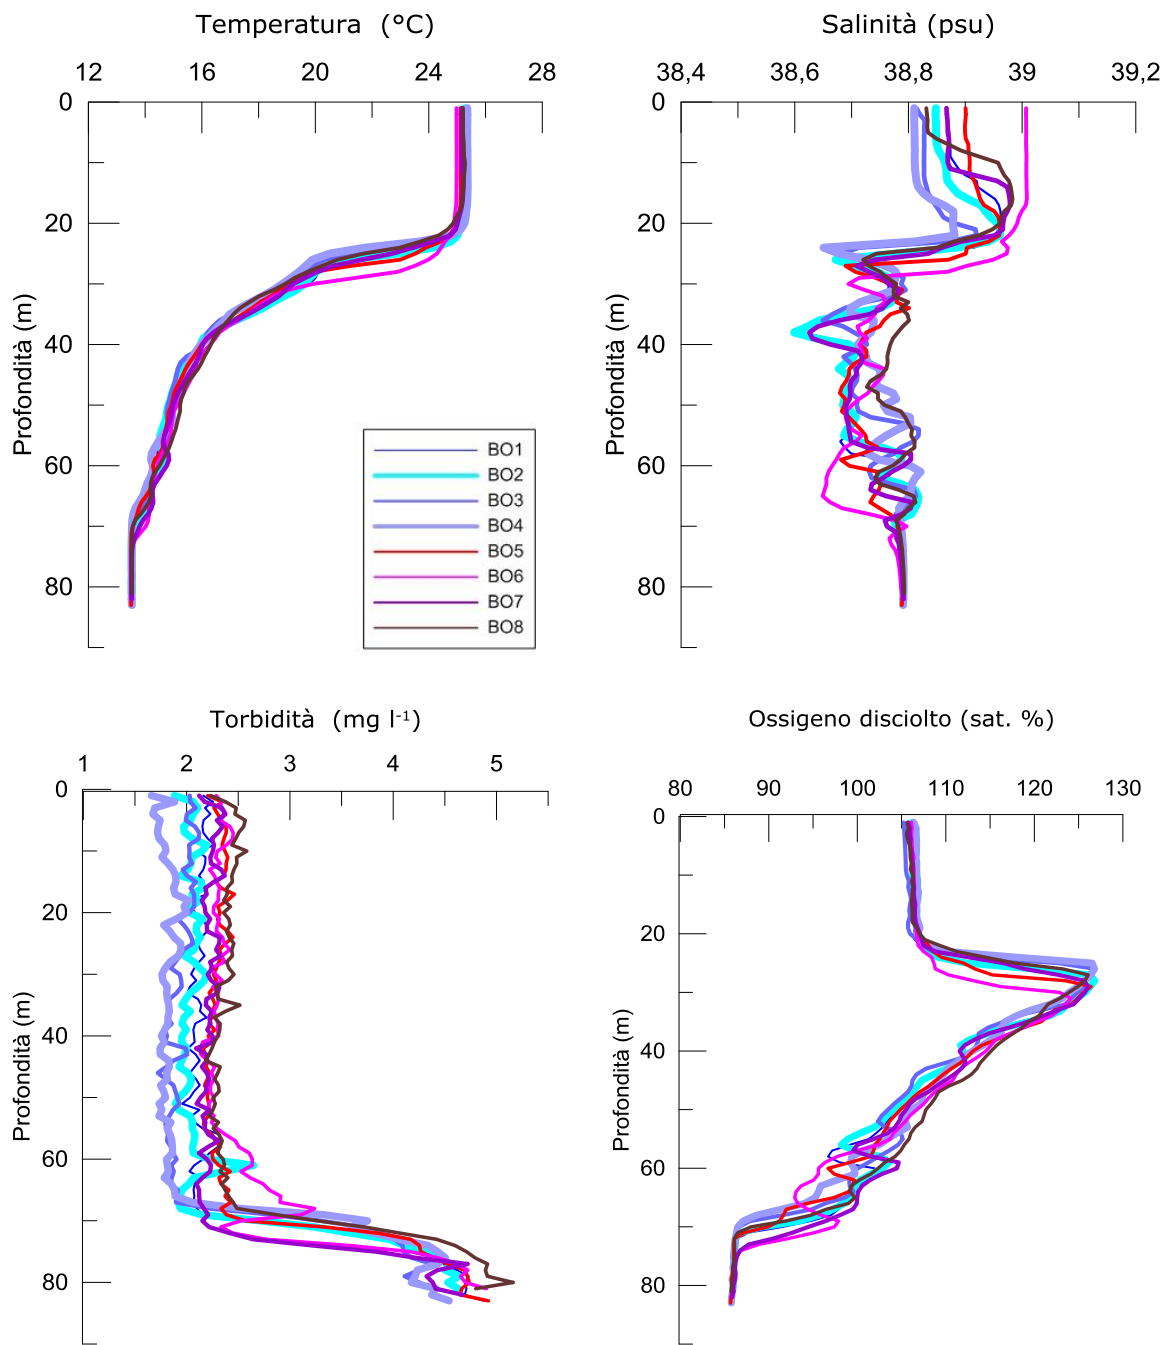 Temperatura (°C)
12 16 20 24 28
0
20
40
60
80
Profondità (m)
BO1
BO2
BO3
BO4
BO5
BO6
BO7
BO8
Salinità (psu)
38,4 38,6 38,8 39 39,2
0
20
40
60
80
Profondità (m)
Torbidità (mg l⁻¹)
1 2 3 4 5
0
20
40
60
80
Profondità (m)
Ossigeno disciolto (sat. %)
80 90 100 110 120 130
0
20
40
60
80
Profondità (m)